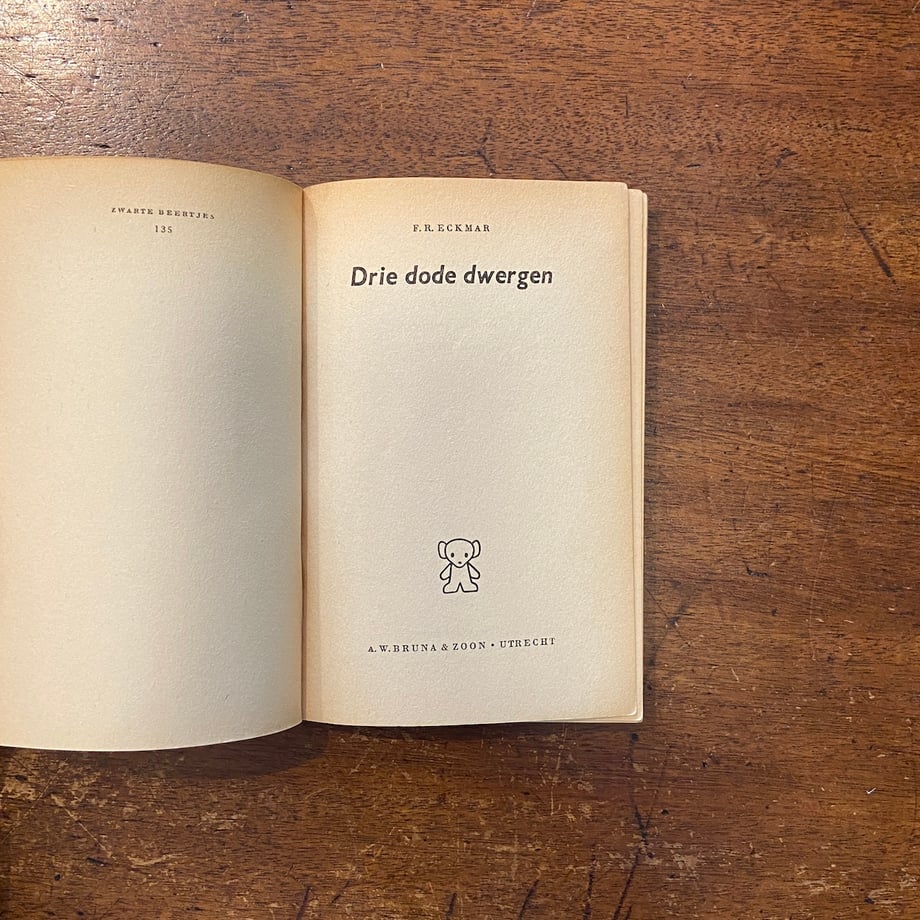 ZWARTE BEERTJES
135
F. R. ECKMAR
Drie dode dwergen
A. W. BRUNA & ZOON • UTRECHT